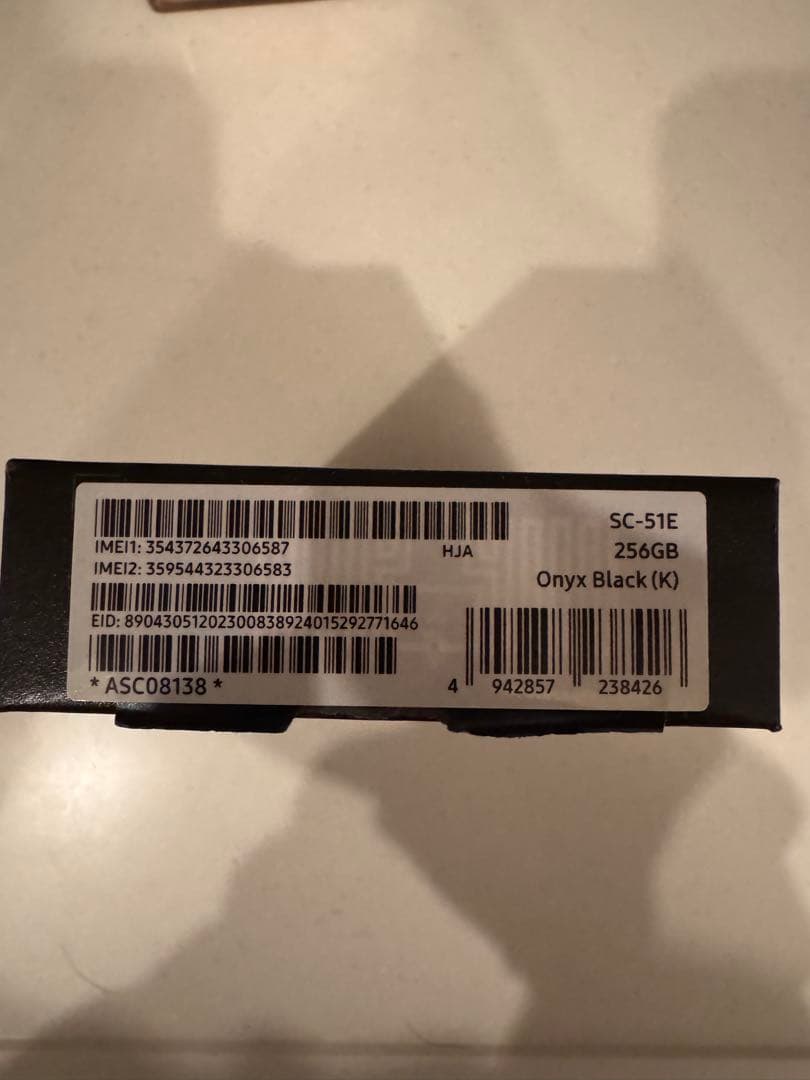 IMEI1: 354372643306587
HJA
IMEI2: 359544323306583
EID: 89043051202300838924015292771646
* ASC08138 *
SC-51E
256GB
Onyx Black (K)
4 942857 238426